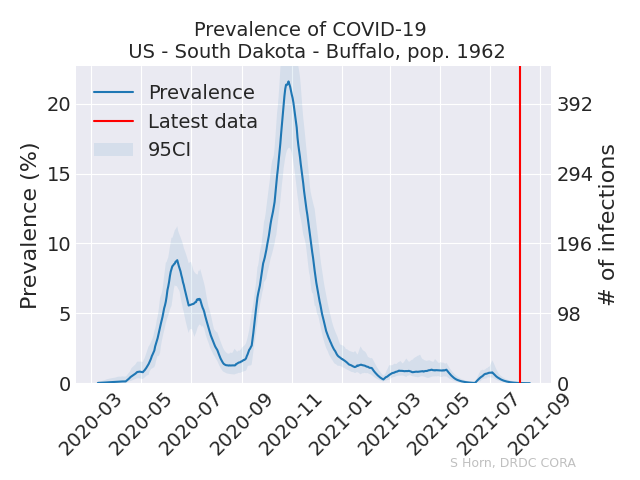 Prevalence of COVID-19
US - South Dakota - Buffalo, pop. 1962
Prevalence
Latest data
95CI
Prevalence (%)
20
15
10
5
0
# of infections
392
294
196
98
0
2020-03
2020-05
2020-07
2020-09
2020-11
2021-01
2021-03
2021-05
2021-07
2021-09
S Horn, DRDC CORA